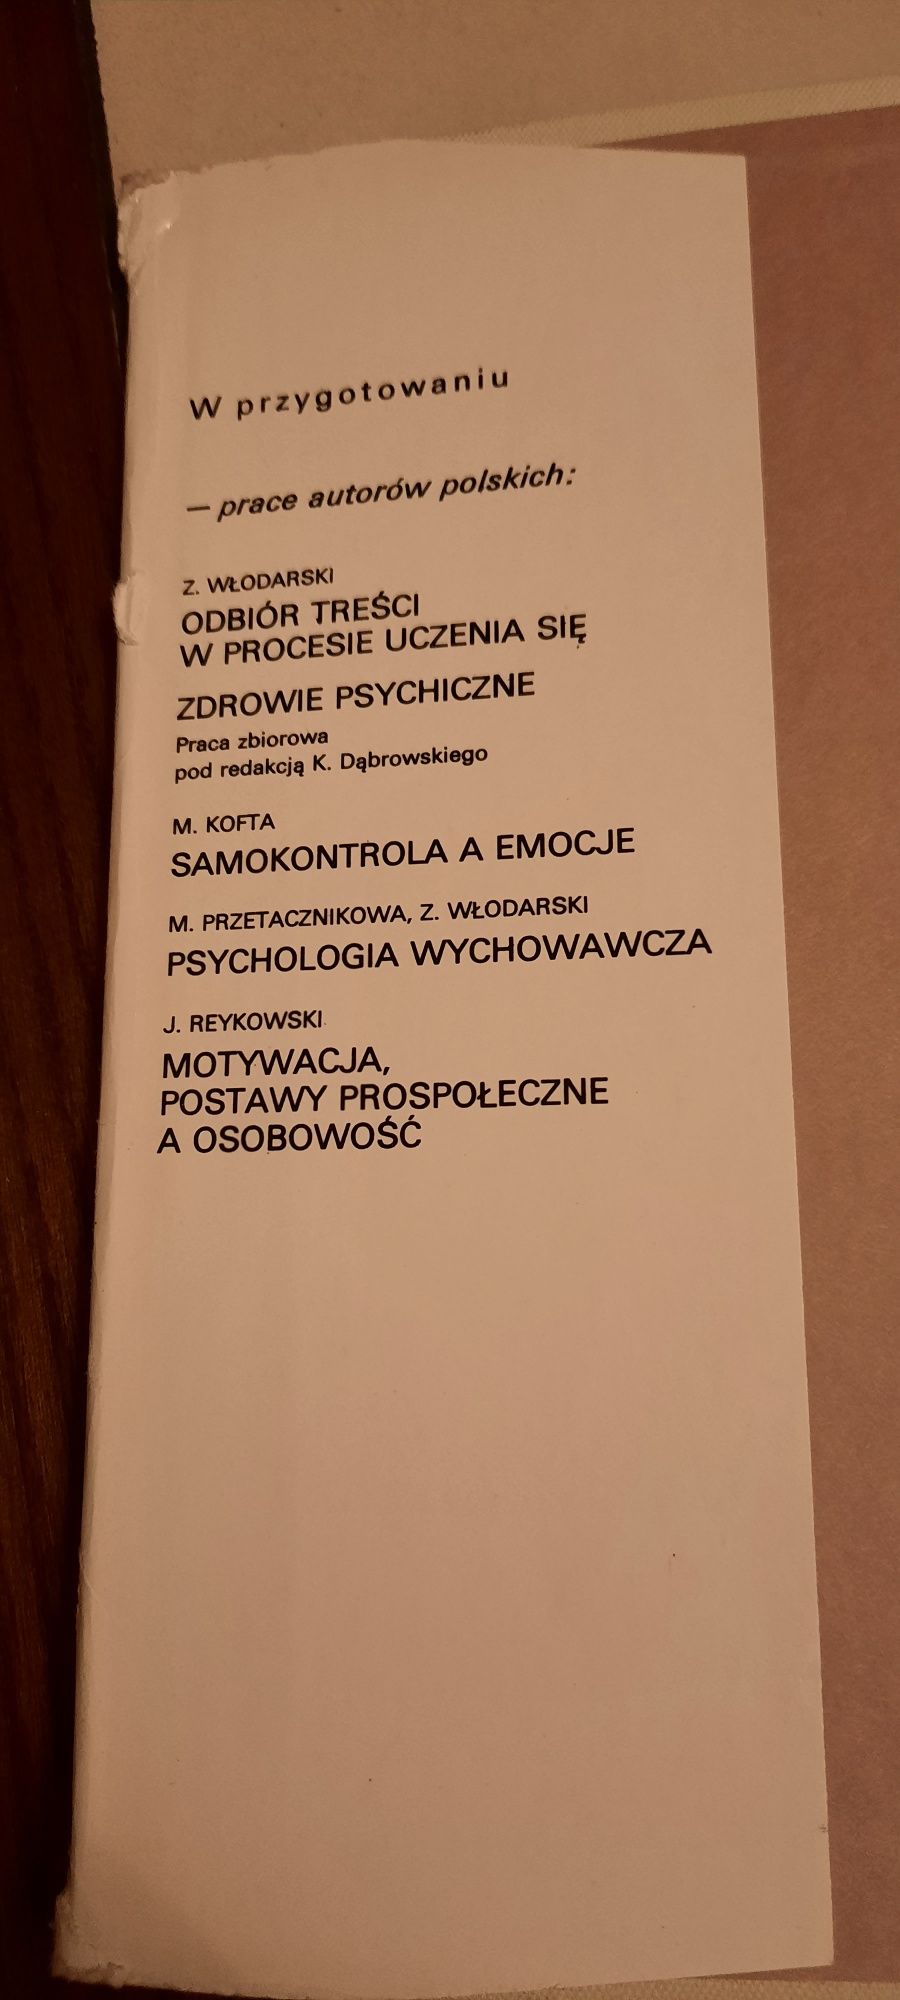 W przygotowaniu
— prace autorów polskich:
Z. WŁODARSKI
ODBIÓR TREŚCI
W PROCESIE UCZENIA SIĘ
ZDROWIE PSYCHICZNE
Praca zbiorowa
pod redakcją K. Dąbrowskiego
M. KOFTA
SAMOKONTROLA A EMOCJE
M. PRZETACZNIKOWA, Z. WŁODARSKI
PSYCHOLOGIA WYCHOWAWCZA
J. REYKOWSKI
MOTYWACJA,
POSTAWY PROSPOŁECZNE
A OSOBOWOŚĆ